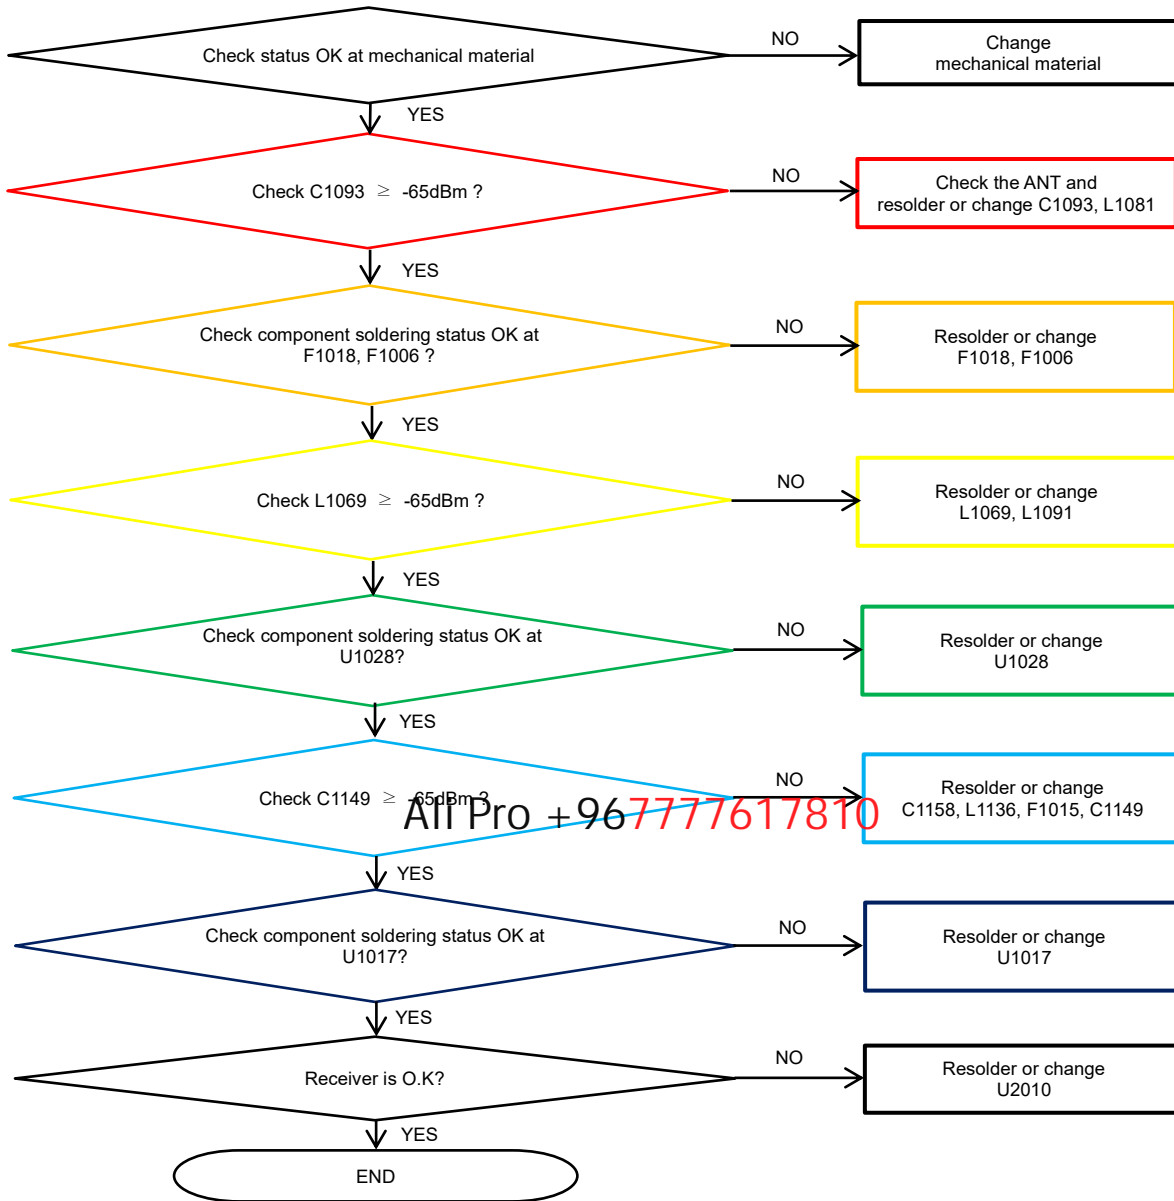 Check status OK at mechanical material
NO
Change
mechanical material
YES
Check C1093 ≥ -65dBm ?
NO
Check the ANT and
resolder or change C1093, L1081
YES
Check component soldering status OK at
F1018, F1006 ?
NO
Resolder or change
F1018, F1006
YES
Check L1069 ≥ -65dBm ?
NO
Resolder or change
L1069, L1091
YES
Check component soldering status OK at
U1028?
NO
Resolder or change
U1028
YES
Check C1149 ≥ -65dBm ?
NO
Resolder or change
C1158, L1136, F1015, C1149
Ali Pro +967777617810
YES
Check component soldering status OK at
U1017?
NO
Resolder or change
U1017
YES
Receiver is O.K?
NO
Resolder or change
U2010
YES
END